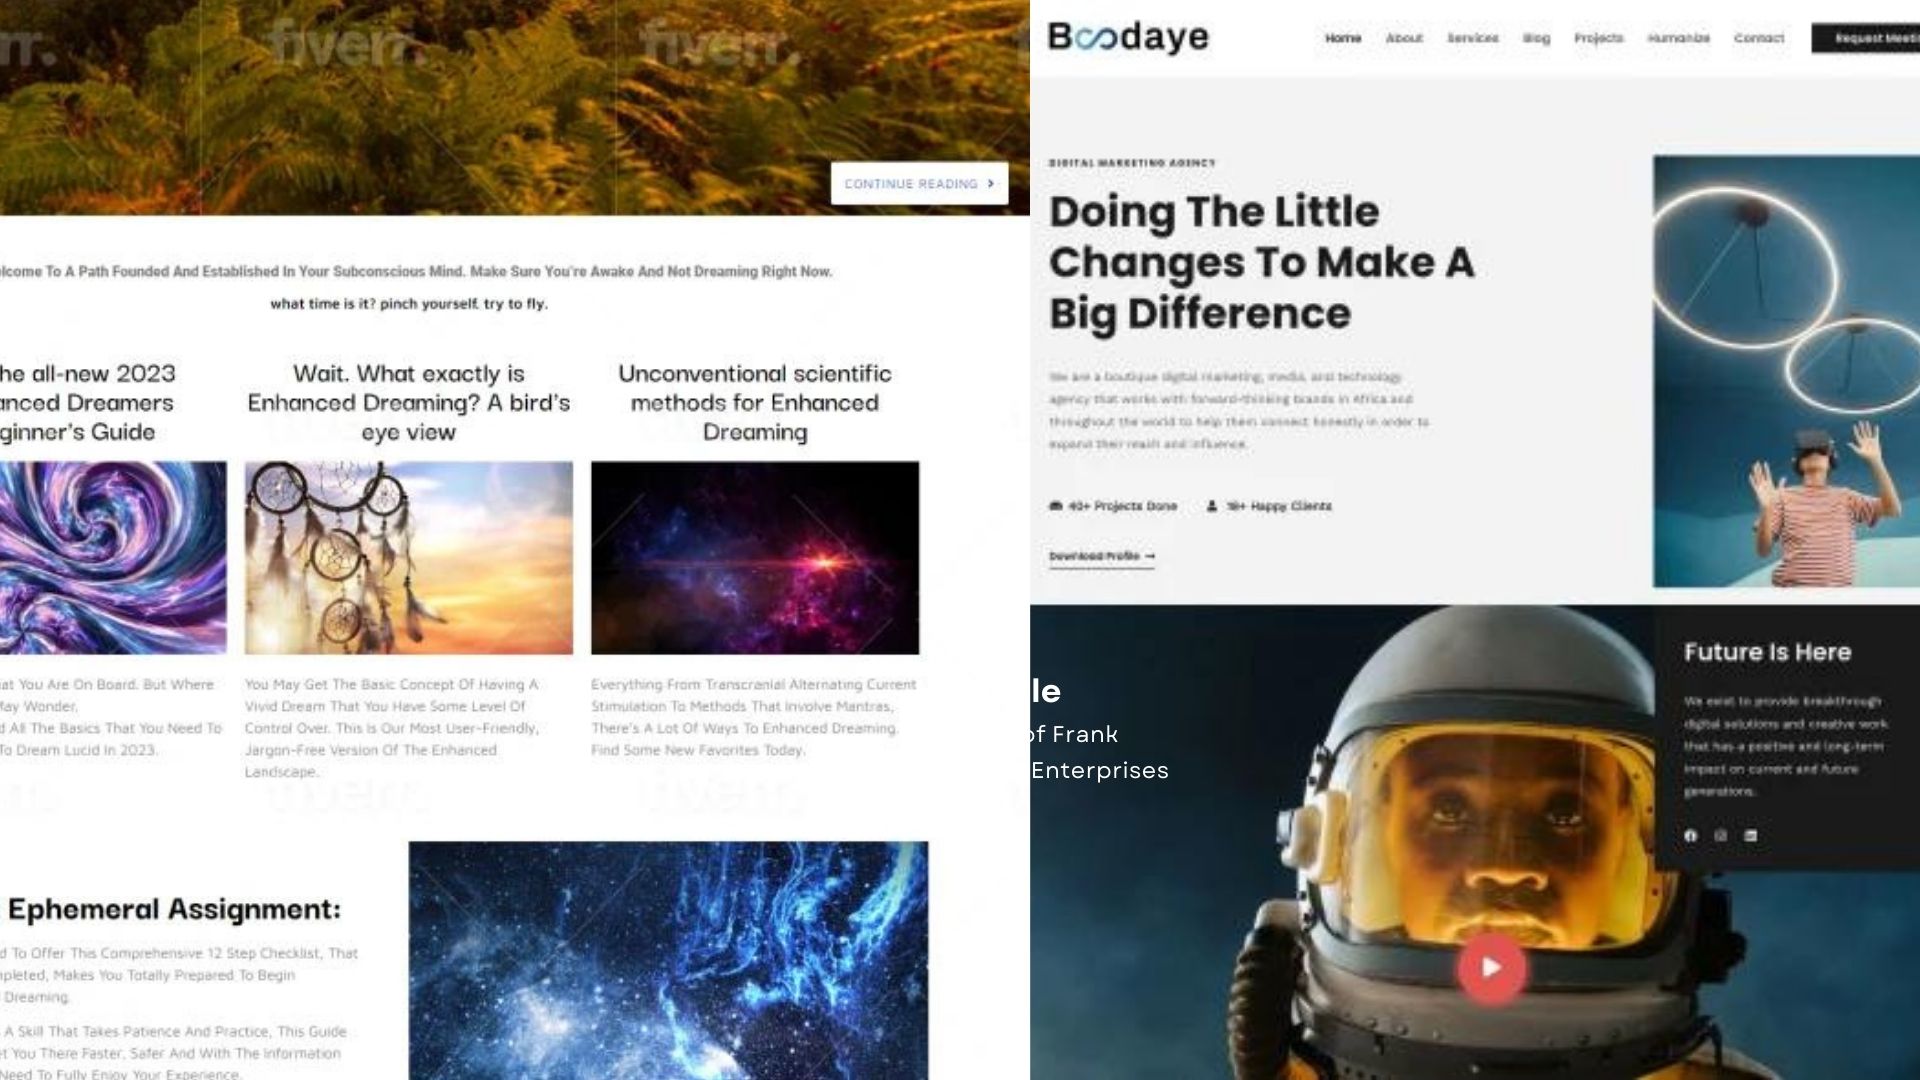 fiverr.
fiverr.
CONTINUE READING
lcome To A Path Founded And Established In Your Subconscious Mind. Make Sure You're Awake And Not Dreaming Right Now.
what time is it? pinch yourself. try to fly.
he all-new 2023
anced Dreamers
ginner's Guide
Wait. What exactly is
Enhanced Dreaming? A bird's
eye view
Unconventional scientific
methods for Enhanced
Dreaming
at You Are On Board. But Where
May Wonder.
d All The Basics That You Need To
To Dream Lucid In 2023.
You May Get The Basic Concept Of Having A
Vivid Dream That You Have Some Level Of
Control Over. This Is Our Most User-Friendly,
Jargon-Free Version Of The Enhanced
Landscape.
Everything From Transcranial Alternating Current
Stimulation To Methods That Involve Mantras,
There's A Lot Of Ways To Enhanced Dreaming.
Find Some New Favorites Today.
fiverr.
fiverr.
Ephemeral Assignment:
d To Offer This Comprehensive 12 Step Checklist, That
mpleted, Makes You Totally Prepared To Begin
Dreaming.
A Skill That Takes Patience And Practice, This Guide
et You There Faster, Safer And With The Information
Need To Fully Enjoy Your Experience.
Boodaye
Home About Services Blog Projects Humanize Contact Request Meeti
DIGITAL MARKETING AGENCY
Doing The Little
Changes To Make A
Big Difference
We are a boutique digital marketing, media, and technology
agency that works with forward-thinking brands in Africa and
throughout the world to help them connect honestly in order to
expand their reach and influence.
40+ Projects Done 18+ Happy Clients
Download Profile →
le
of Frank
Enterprises
Future Is Here
We exist to provide breakthrough
digital solutions and creative work
that has a positive and long-term
impact on current and future
generations.